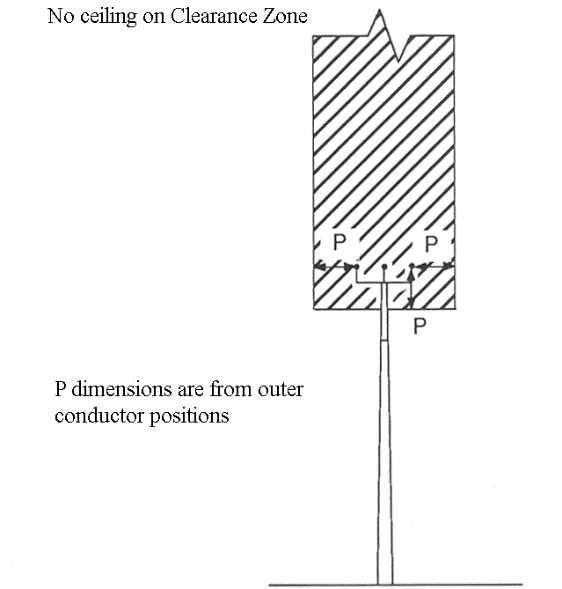 No ceiling on Clearance Zone
P
P
P
P dimensions are from outer
conductor positions